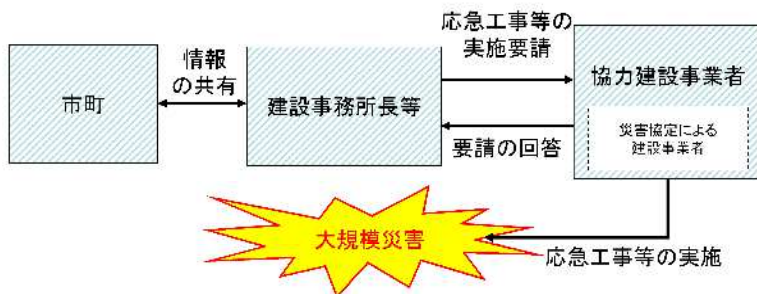 応急工事等の
実施要請
情報
の共有
市町
建設事務所長等
協力建設事業者
災害協定による
建設事業者
要請の回答
大規模災害
応急工事等の実施